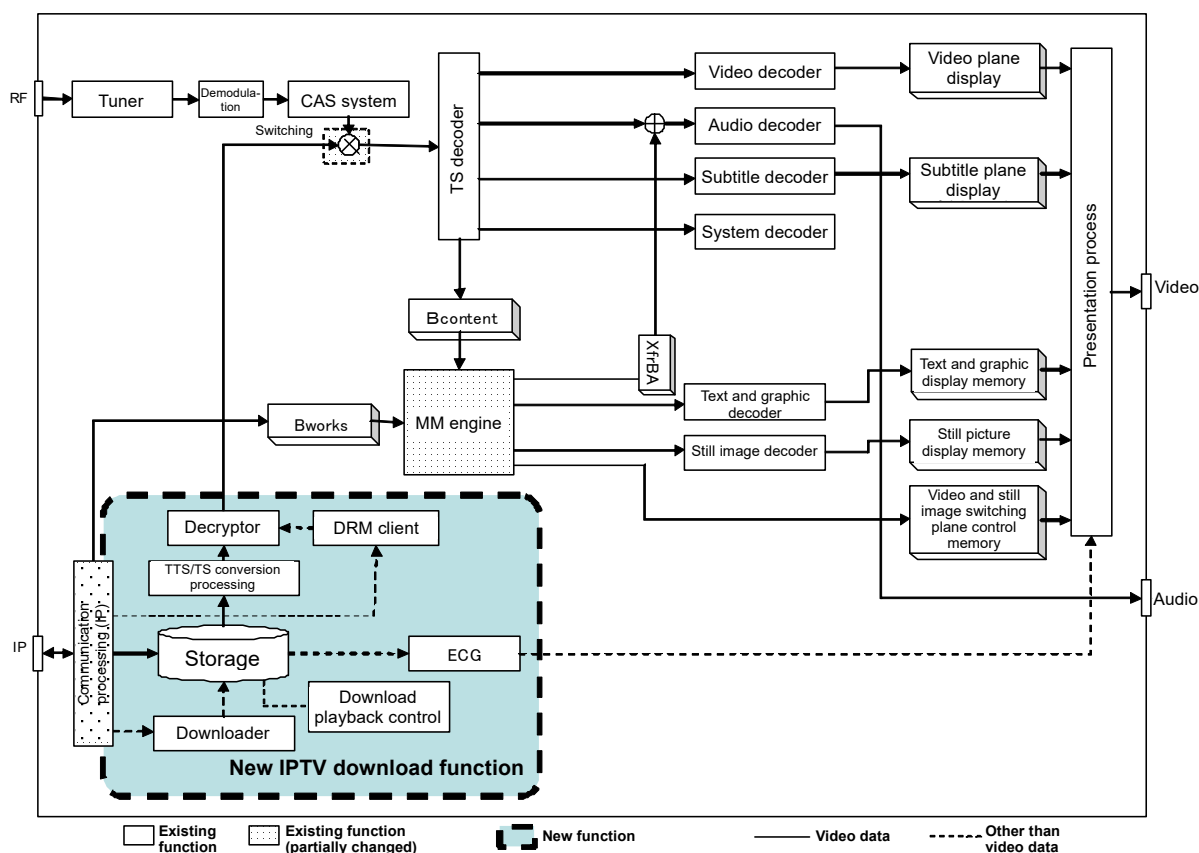 RF
Tuner
Demodula-
tion
CAS system
Switching
TS decoder
Video decoder
Audio decoder
Subtitle decoder
System decoder
Video plane
display
Subtitle plane
display
Presentation process
Video
Bcontent
XfrBA
Bworks
MM engine
Text and graphic
decoder
Still image decoder
Text and graphic
display memory
Still picture
display memory
Video and still
image switching
plane control
memory
Audio
Decryptor
DRM client
TTS/TS conversion
processing
IP
Communication
processing (IP)
Storage
ECG
Download
playback control
Downloader
New IPTV download function
Existing
function
Existing function
(partially changed)
New function
Video data
Other than
video data